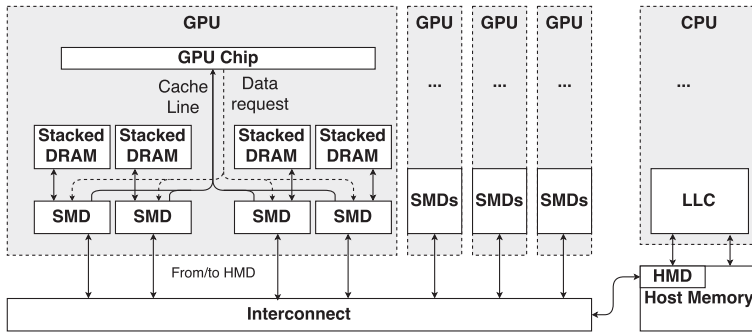 GPU
GPU
GPU
GPU
CPU
GPU Chip
Cache
Line
Data
request
...
...
...
...
Stacked
DRAM
Stacked
DRAM
Stacked
DRAM
Stacked
DRAM
SMD
SMD
SMD
SMD
SMDs
SMDs
SMDs
LLC
From/to HMD
HMD
Host Memory
Interconnect